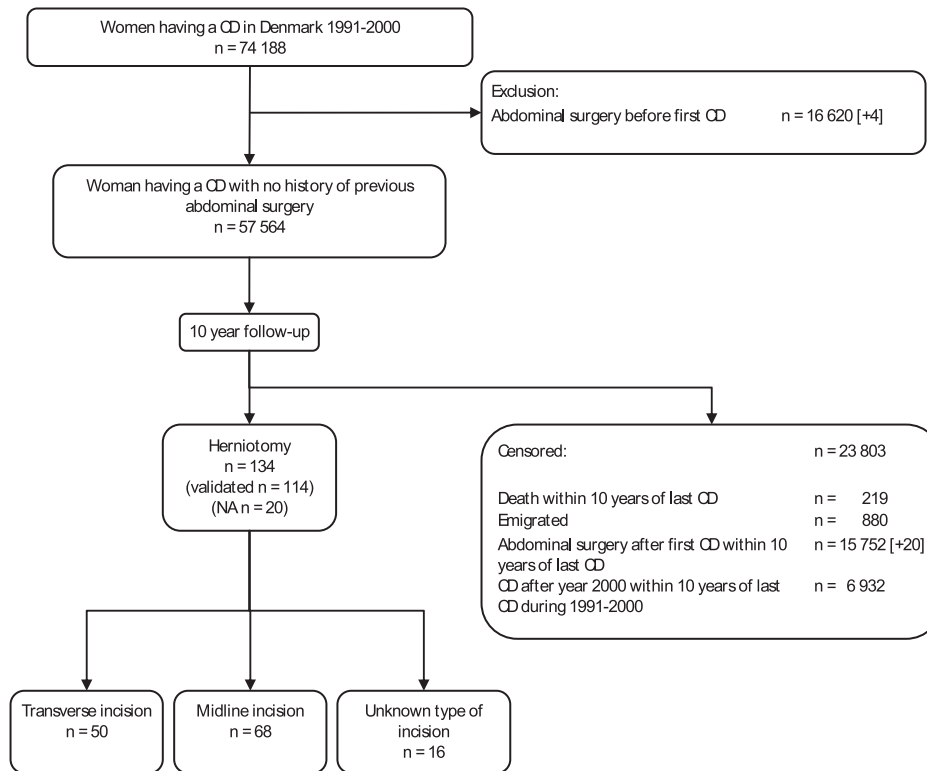 Women having a CD in Denmark 1991-2000
n = 74 188
Exclusion:
Abdominal surgery before first CD n = 16 620 [+4]
Woman having a CD with no history of previous
abdominal surgery
n = 57 564
10 year follow-up
Herniotomy
n = 134
(validated n = 114)
(NA n = 20)
Censored: n = 23 803
Death within 10 years of last CD n = 219
Emigrated n = 880
Abdominal surgery after first CD within 10 n = 15 752 [+20]
years of last CD
CD after year 2000 within 10 years of last n = 6 932
CD during 1991-2000
Transverse incision
n = 50
Midline incision
n = 68
Unknown type of
incision
n = 16